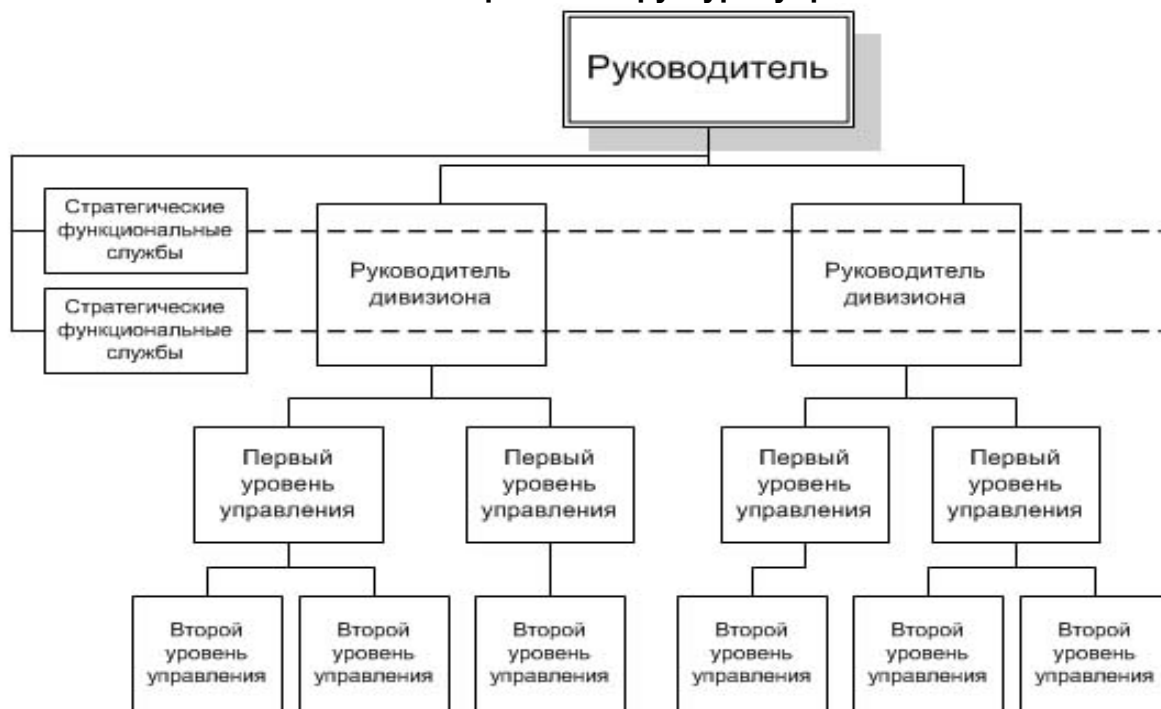 Руководитель
Стратегические
функциональные
службы
Руководитель
дивизиона
Руководитель
дивизиона
Стратегические
функциональные
службы
Первый
уровень
управления
Первый
уровень
управления
Первый
уровень
управления
Первый
уровень
управления
Второй
уровень
управления
Второй
уровень
управления
Второй
уровень
управления
Второй
уровень
управления
Второй
уровень
управления
Второй
уровень
управления